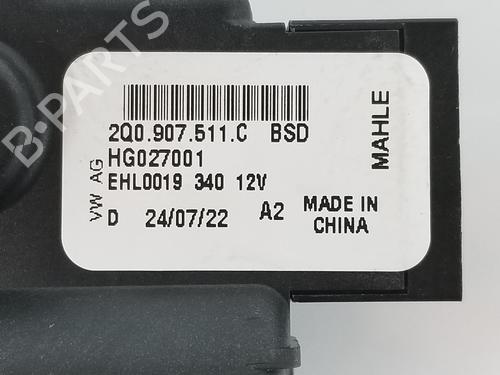 2Q0.907.511.C BSD
HG027001
EHL0019 340 12V
D 24/07/22 A2 MADE IN
CHINA
VW AG
MAHLE
B-PARTS